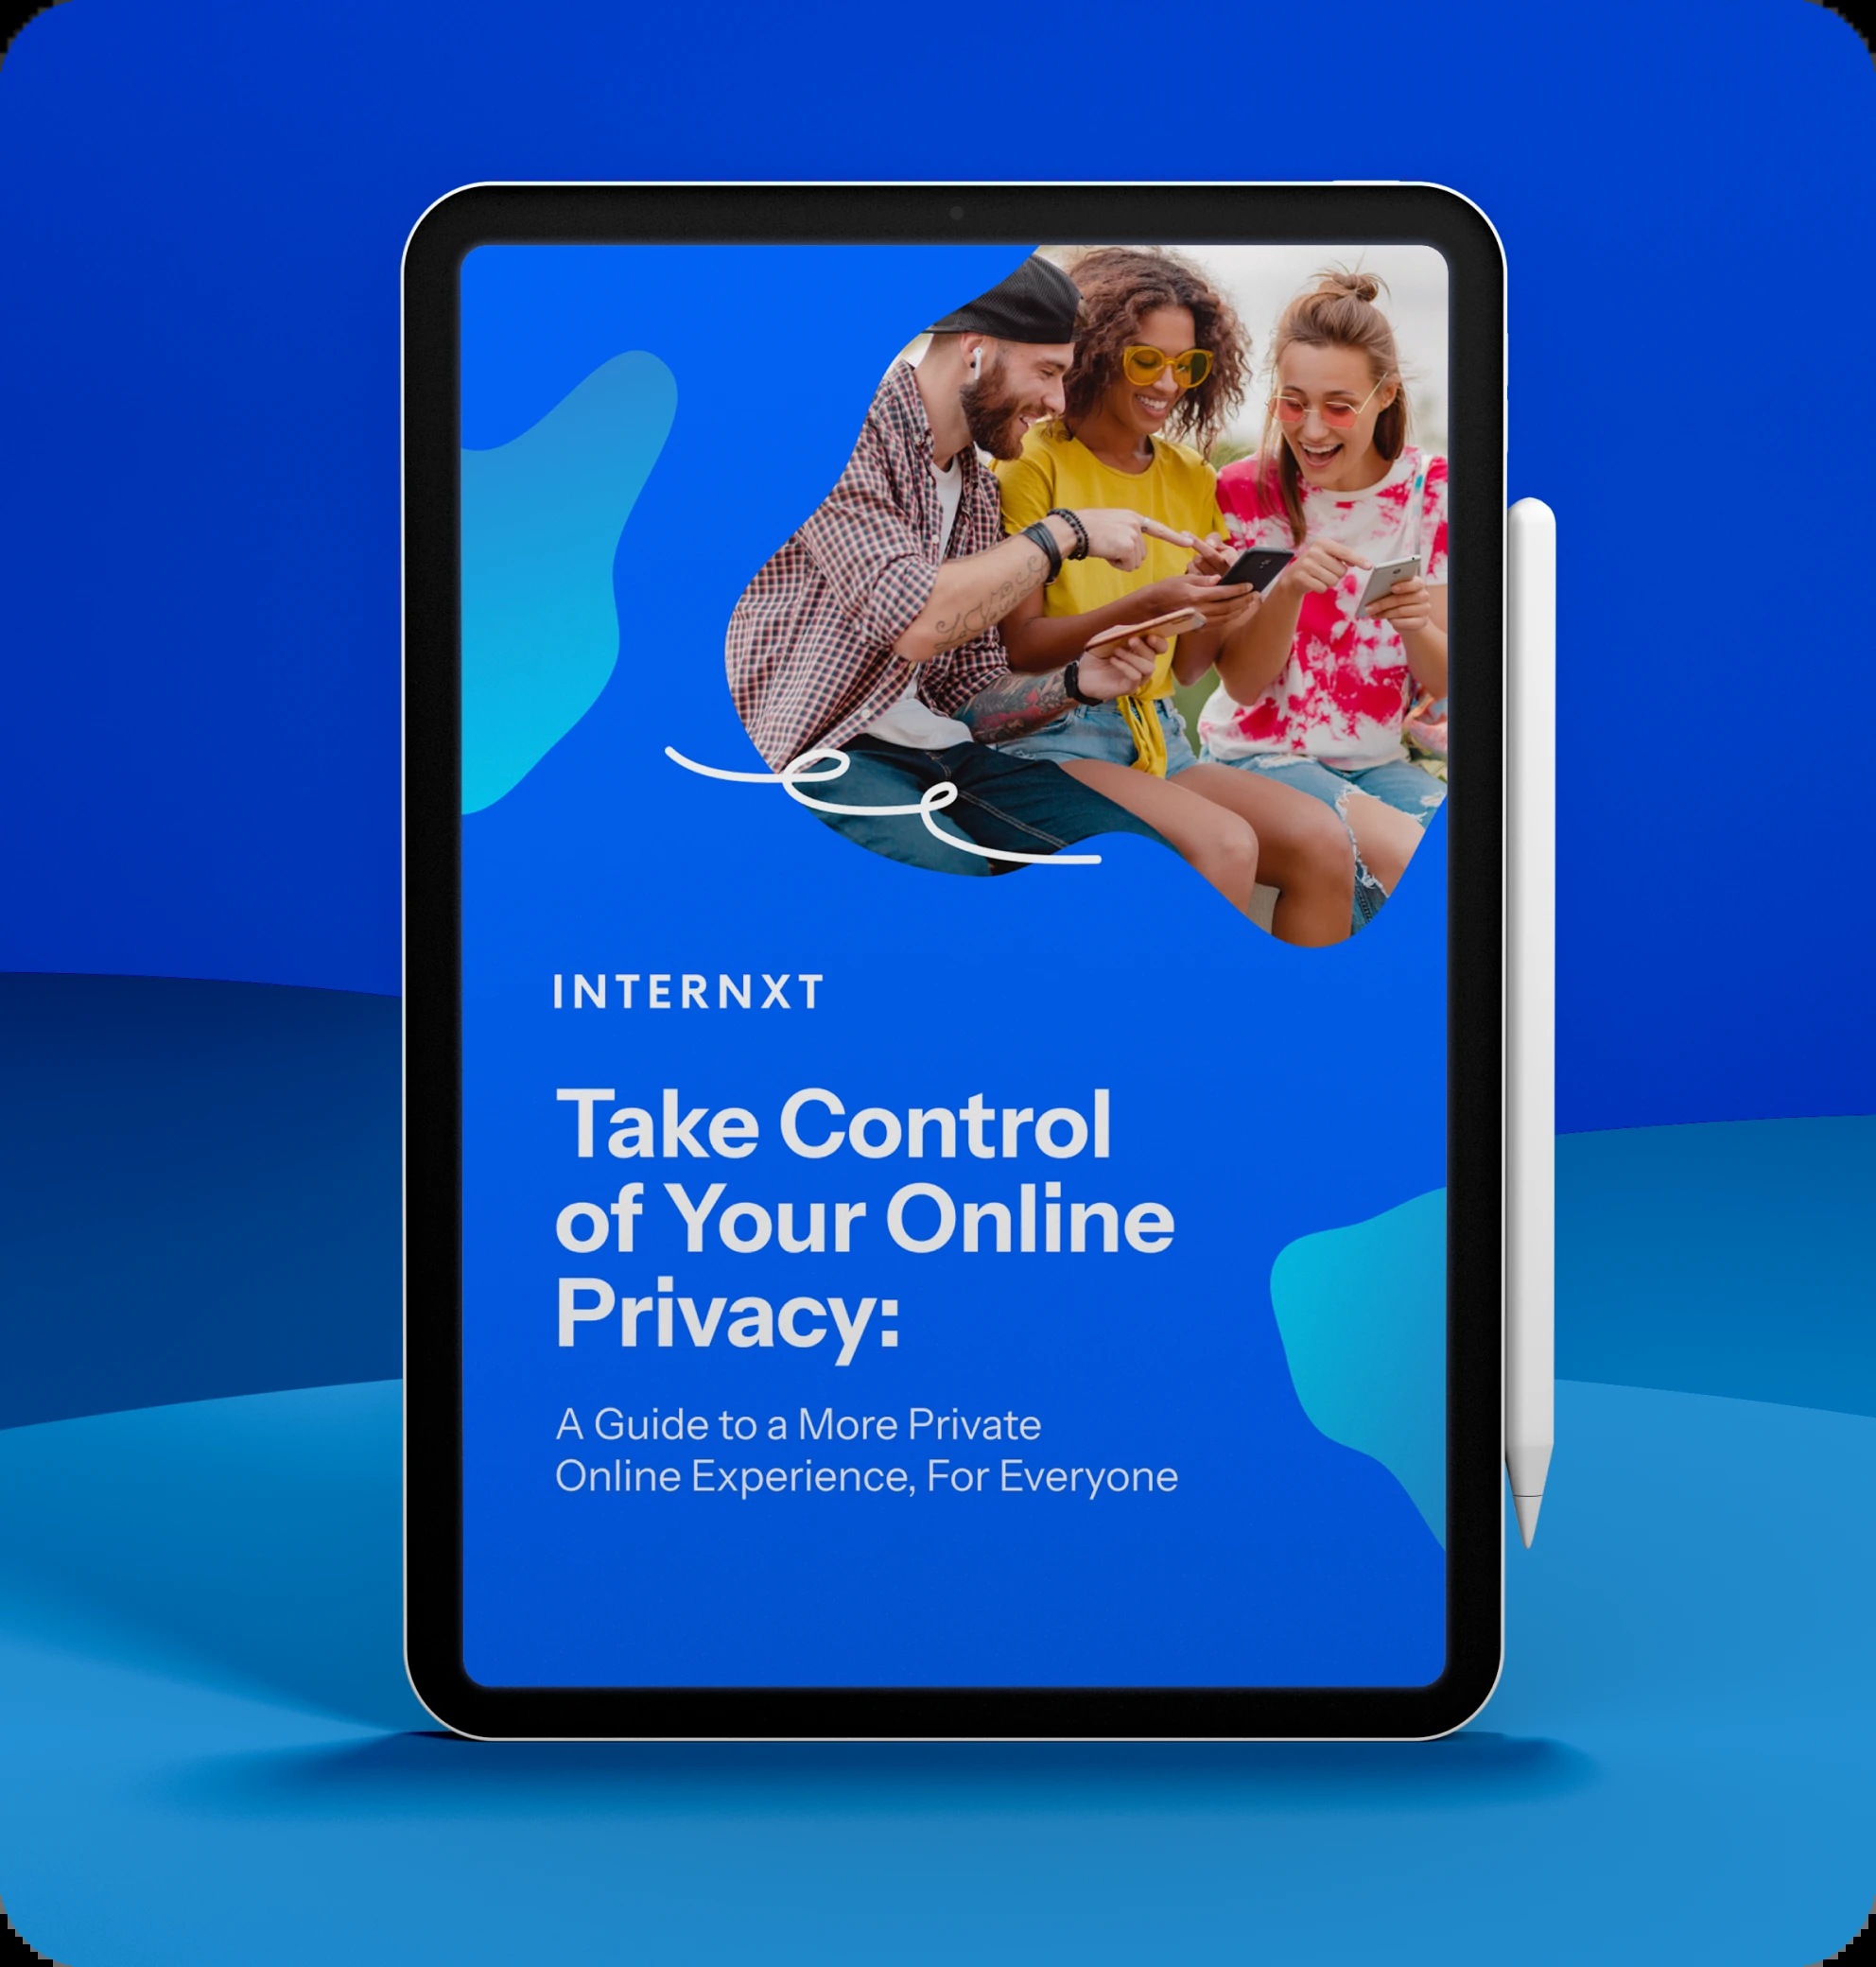 INTERNXT
Take Control
of Your Online
Privacy:
A Guide to a More Private
Online Experience, For Everyone